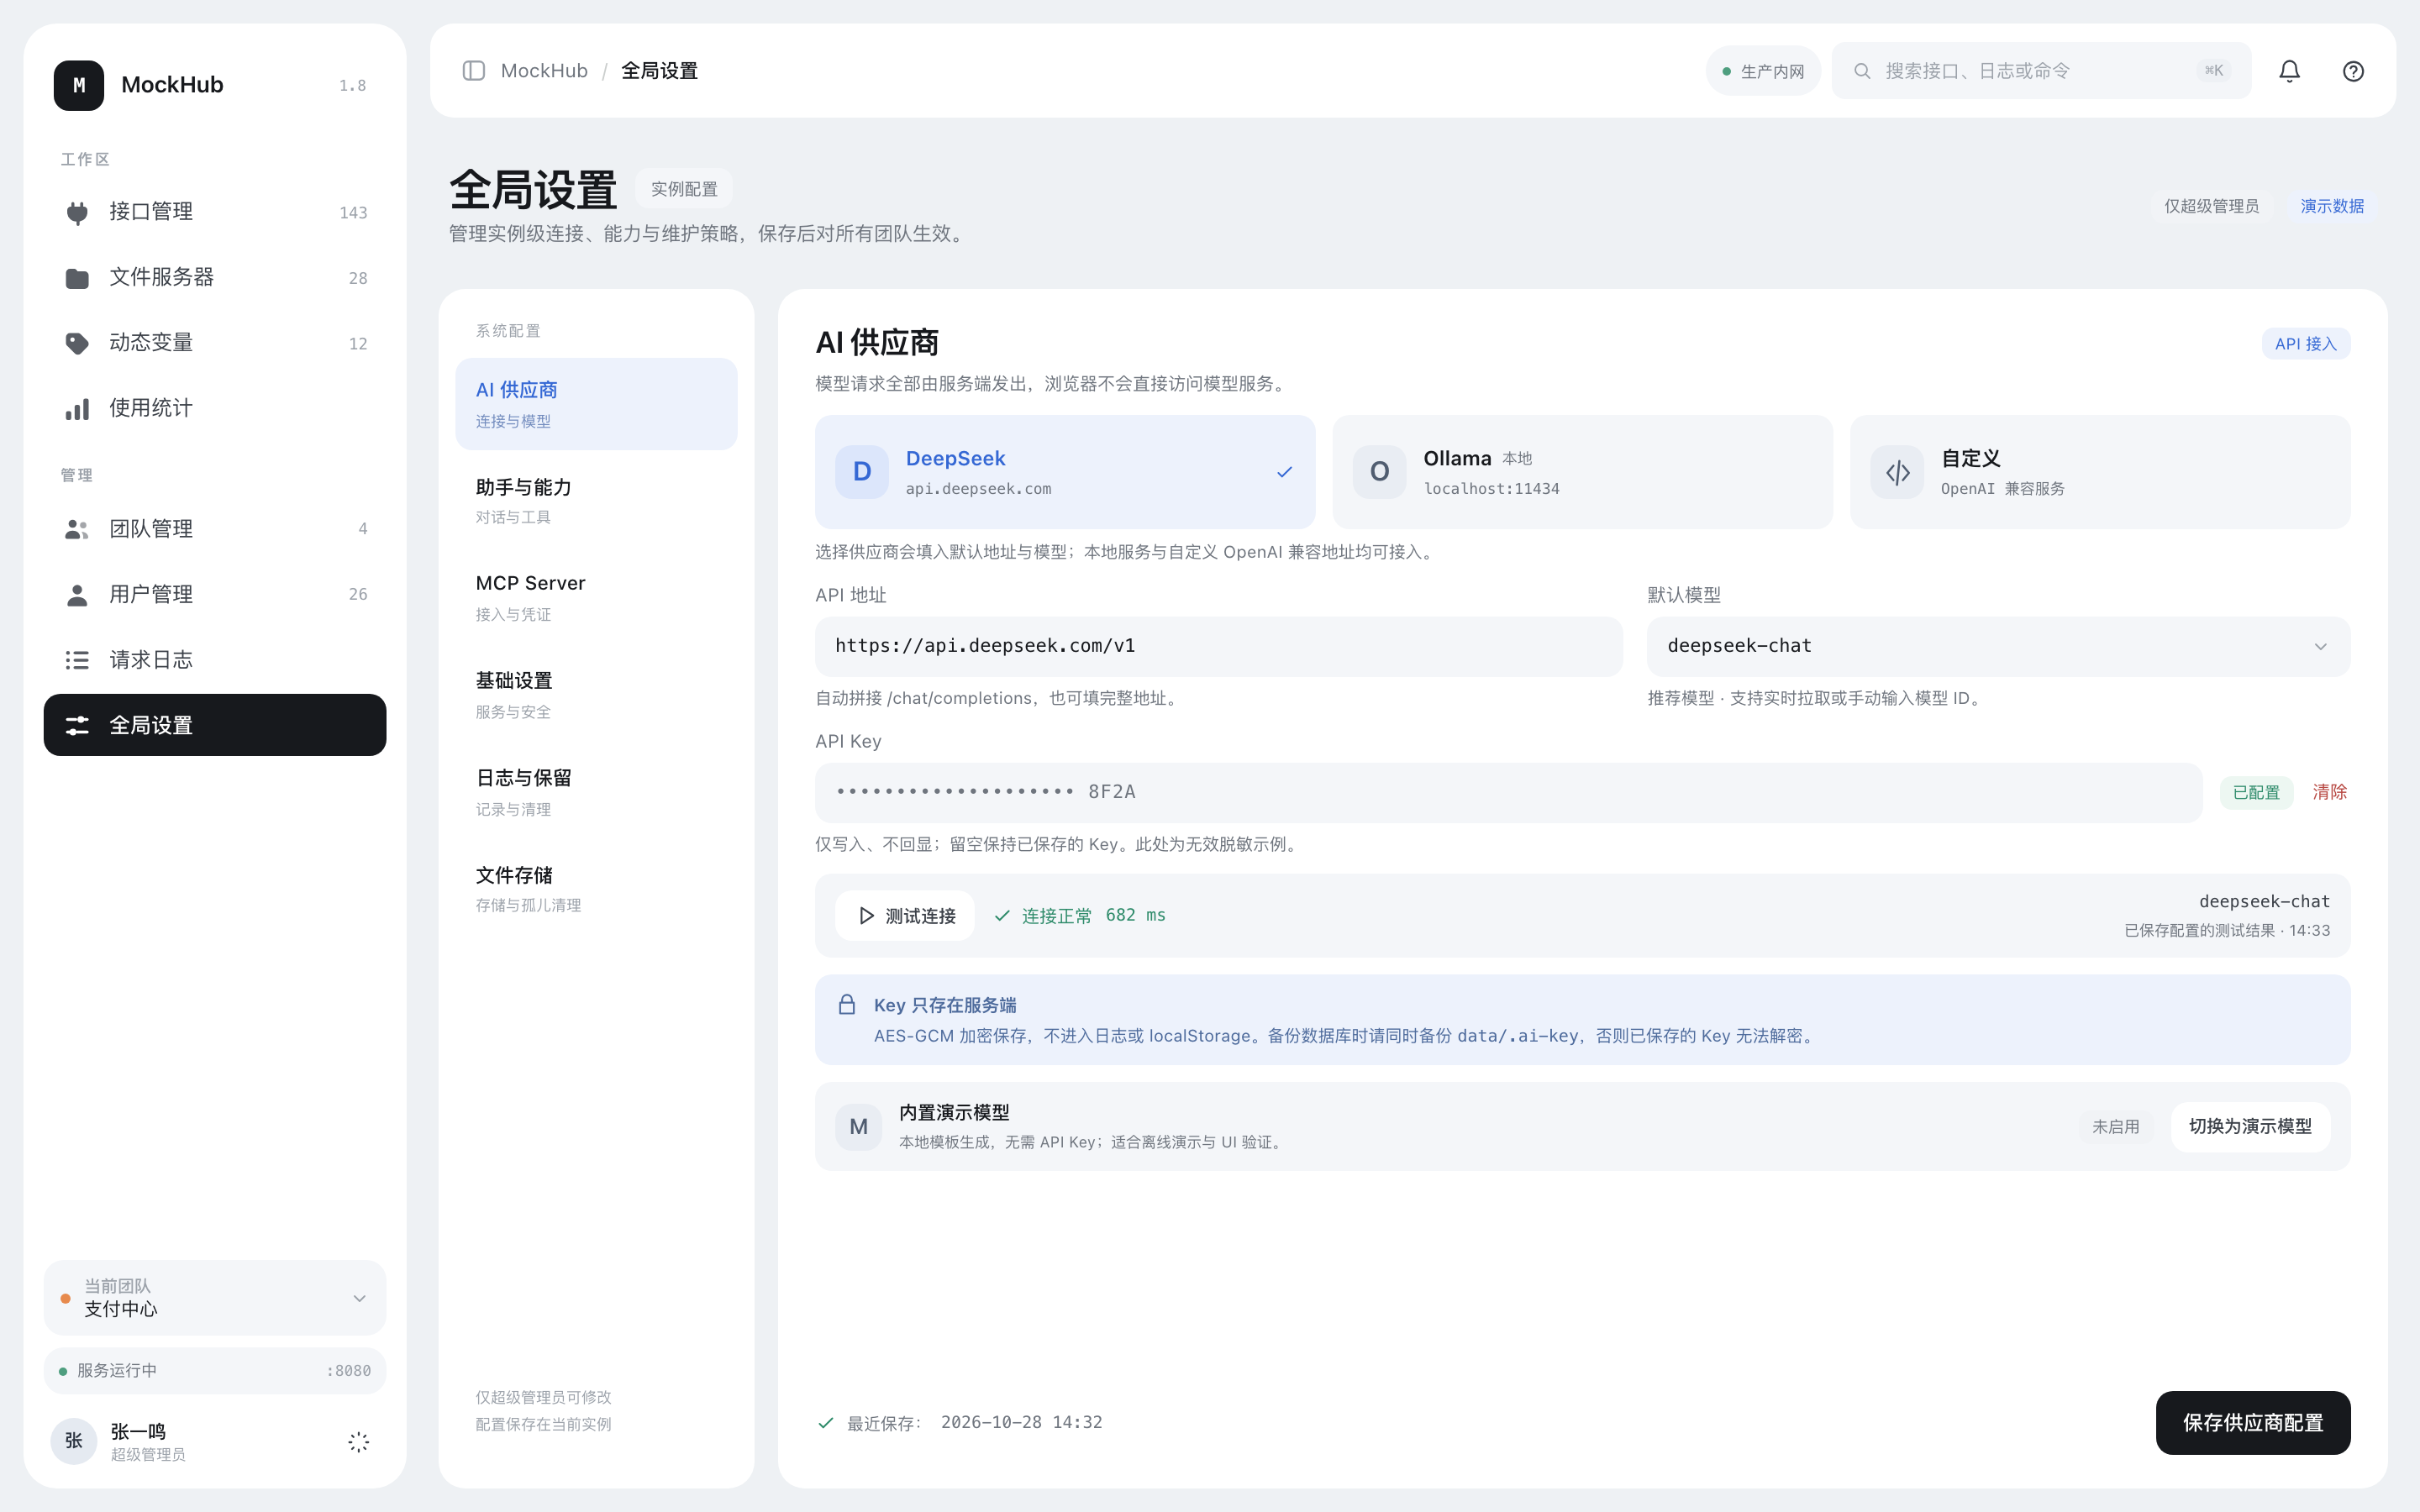 M MockHub 1.8
工作区
接口管理 143
文件服务器 28
动态变量 12
使用统计
管理
团队管理 4
用户管理 26
请求日志
全局设置
当前团队
支付中心
服务运行中 :8080
张 张一鸣
超级管理员
MockHub / 全局设置
生产内网
搜索接口、日志或命令 ⌘K
全局设置 实例配置
管理实例级连接、能力与维护策略，保存后对所有团队生效。
仅超级管理员 演示数据
系统配置
AI 供应商
连接与模型
助手与能力
对话与工具
MCP Server
接入与凭证
基础设置
服务与安全
日志与保留
记录与清理
文件存储
存储与孤儿清理
仅超级管理员可修改
配置保存在当前实例
AI 供应商 API 接入
模型请求全部由服务端发出，浏览器不会直接访问模型服务。
D DeepSeek
api.deepseek.com
O Ollama 本地
localhost:11434
自定义
OpenAI 兼容服务
选择供应商会填入默认地址与模型；本地服务与自定义 OpenAI 兼容地址均可接入。
API 地址
https://api.deepseek.com/v1
自动拼接 /chat/completions，也可填完整地址。
默认模型
deepseek-chat
推荐模型 · 支持实时拉取或手动输入模型 ID。
API Key
•••••••••••••••••••• 8F2A 已配置 清除
仅写入、不回显；留空保持已保存的 Key。此处为无效脱敏示例。
测试连接 连接正常 682 ms
deepseek-chat
已保存配置的测试结果 · 14:33
Key 只存在服务端
AES-GCM 加密保存，不进入日志或 localStorage。备份数据库时请同时备份 data/.ai-key，否则已保存的 Key 无法解密。
M 内置演示模型
本地模板生成，无需 API Key；适合离线演示与 UI 验证。
未启用 切换为演示模型
最近保存： 2026-10-28 14:32
保存供应商配置